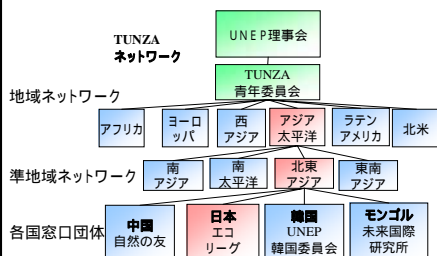 UNEP理事会
TUNZA
ネットワーク
TUNZA
青年委員会
地域ネットワーク
アフリカ
ヨーロ
ッパ
西
アジア
アジア
太平洋
ラテン
アメリカ
北米
準地域ネットワーク
南
アジア
南
太平洋
北東
アジア
東南
アジア
各国窓口団体
中国
自然の友
日本
エコ
リーグ
韓国
UNEP
韓国委員会
モンゴル
未来国際
研究所